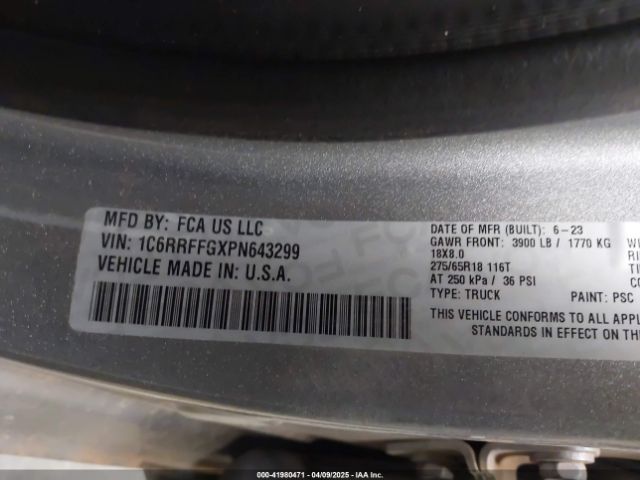 MFD BY: FCA US LLC
VIN: 1C6RRFFGXPN643299
VEHICLE MADE IN: U.S.A.
DATE OF MFR (BUILT): 6-23
GAWR FRONT: 3900 LB / 1770 KG
18X8.0
275/65R18 116T
AT 250 kPa / 36 PSI
TYPE: TRUCK PAINT: PSC
THIS VEHICLE CONFORMS TO ALL APPL
STANDARDS IN EFFECT ON THE
000-41980471 - 04/09/2025 - IAA Inc.